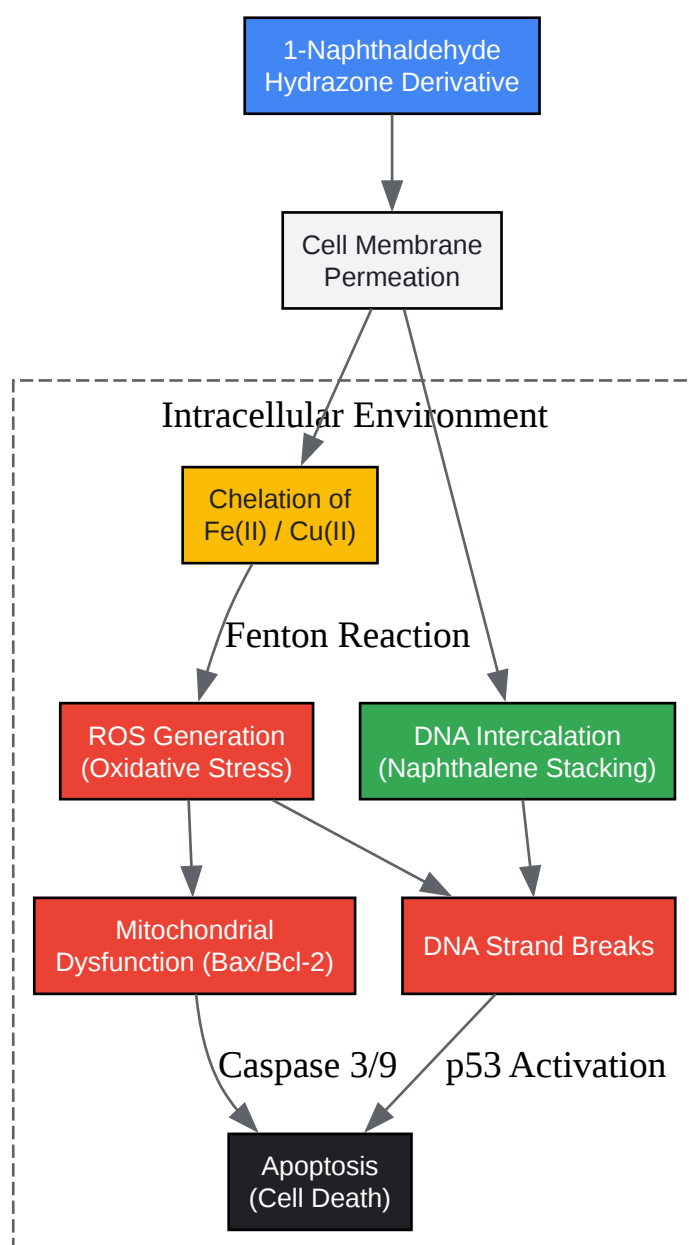 1-Naphthaldehyde
Hydrazone Derivative
Cell Membrane
Permeation
Intracellular Environment
Chelation of
Fe(II) / Cu(II)
Fenton Reaction
ROS Generation
(Oxidative Stress)
DNA Intercalation
(Naphthalene Stacking)
Mitochondrial
Dysfunction (Bax/Bcl-2)
DNA Strand Breaks
Caspase 3/9
p53 Activation
Apoptosis
(Cell Death)